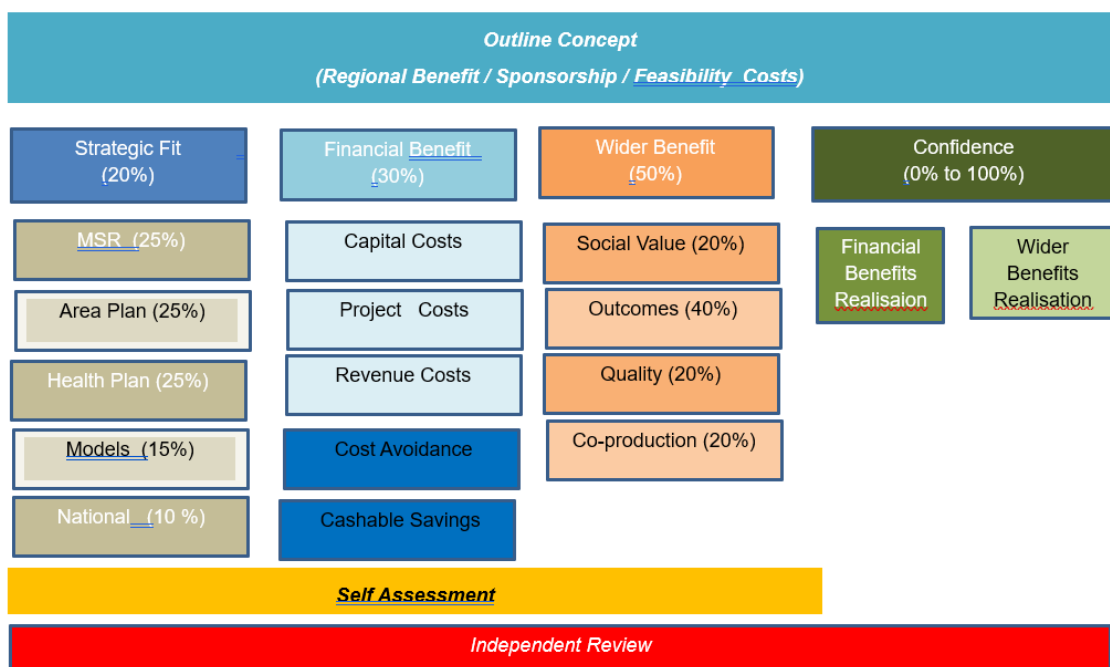 Outline Concept
(Regional Benefit / Sponsorship / Feasibility Costs)
Strategic Fit
(20%)
MSR (25%)
Area Plan (25%)
Health Plan (25%)
Models (15%)
National (10 %)
Financial Benefit
(30%)
Capital Costs
Project Costs
Revenue Costs
Cost Avoidance
Cashable Savings
Wider Benefit
(50%)
Social Value (20%)
Outcomes (40%)
Quality (20%)
Co-production (20%)
Confidence
(0% to 100%)
Financial
Benefits
Realisaion
Wider
Benefits
Realisation
Self Assessment
Independent Review